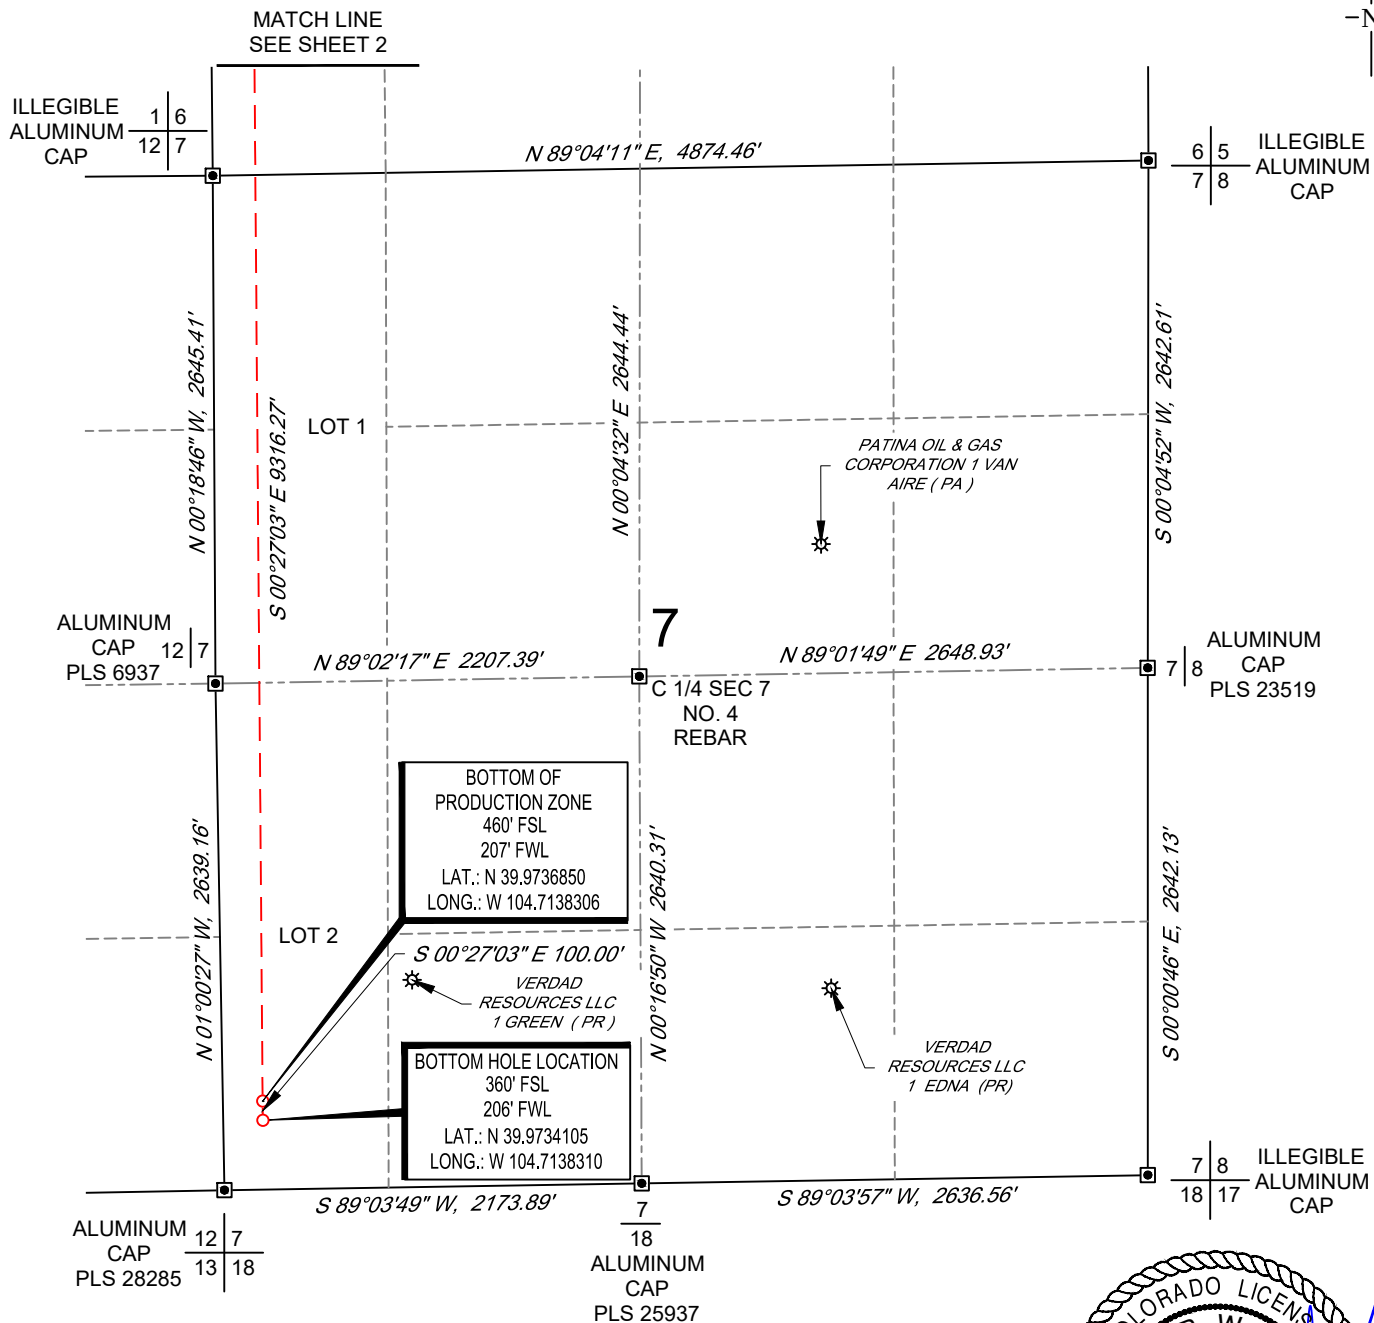 MATCH LINE
SEE SHEET 2
-N
ILLEGIBLE
ALUMINUM
CAP
1 6
12 7
N 89°04'11" E, 4874.46'
6 5
7 8
ILLEGIBLE
ALUMINUM
CAP
N 00°18'46" W, 2645.41'
S 00°27'03" E 9316.27'
LOT 1
N 00°04'32" E 2644.44'
S 00°04'52" W, 2642.61'
PATINA OIL & GAS
CORPORATION 1 VAN
AIRE ( PA )
ALUMINUM
CAP
PLS 6937
12 7
N 89°02'17" E 2207.39'
7
N 89°01'49" E 2648.93'
C 1/4 SEC 7
NO. 4
REBAR
7 8
ALUMINUM
CAP
PLS 23519
BOTTOM OF
PRODUCTION ZONE
460' FSL
207' FWL
LAT.: N 39.9736850
LONG.: W 104.7138306
N 01°00'27" W, 2639.16'
N 00°16'50" W 2640.31'
S 00°00'46" E, 2642.13'
LOT 2
S 00°27'03" E 100.00'
VERDAD
RESOURCES LLC
1 GREEN ( PR )
BOTTOM HOLE LOCATION
360' FSL
206' FWL
LAT.: N 39.9734105
LONG.: W 104.7138310
VERDAD
RESOURCES LLC
1 EDNA (PR)
S 89°03'49" W, 2173.89'
S 89°03'57" W, 2636.56'
7 8
18 17
ILLEGIBLE
ALUMINUM
CAP
ALUMINUM
CAP
PLS 28285
12 7
13 18
7
18
ALUMINUM
CAP
PLS 25937
OLORADO LICENS